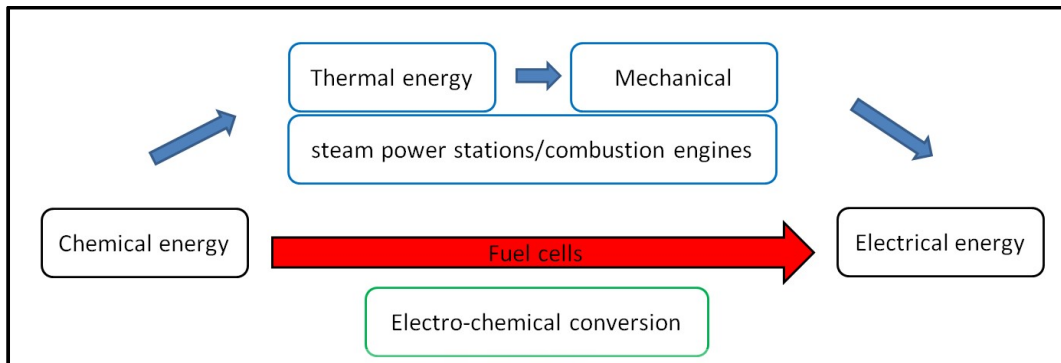 Thermal energy
Mechanical
steam power stations/combustion engines
Chemical energy
Fuel cells
Electrical energy
Electro-chemical conversion